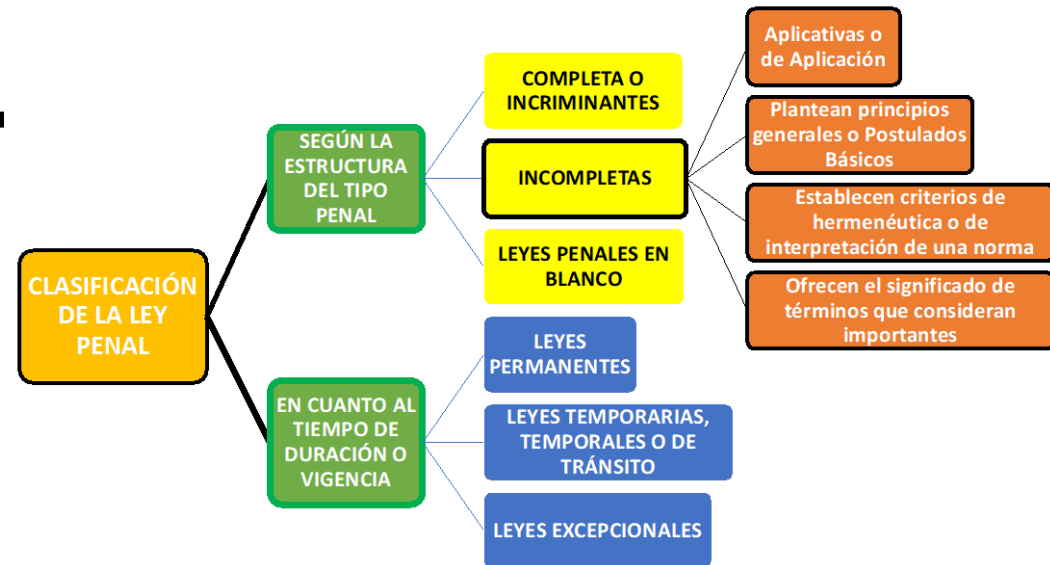 CLASIFICACIÓN
DE LA LEY
PENAL
SEGÚN LA
ESTRUCTURA
DEL TIPO
PENAL
COMPLETA O
INCRIMINANTES
INCOMPLETAS
Aplicativas o
de Aplicación
Plantean principios
generales o Postulados
Básicos
Establecen criterios de
hermenéutica o de
interpretación de una norma
Ofrecen el significado de
términos que consideran
importantes
LEYES PENALES EN
BLANCO
EN CUANTO AL
TIEMPO DE
DURACIÓN O
VIGENCIA
LEYES
PERMANENTES
LEYES TEMPORARIAS,
TEMPORALES O DE
TRÁNSITO
LEYES EXCEPCIONALES